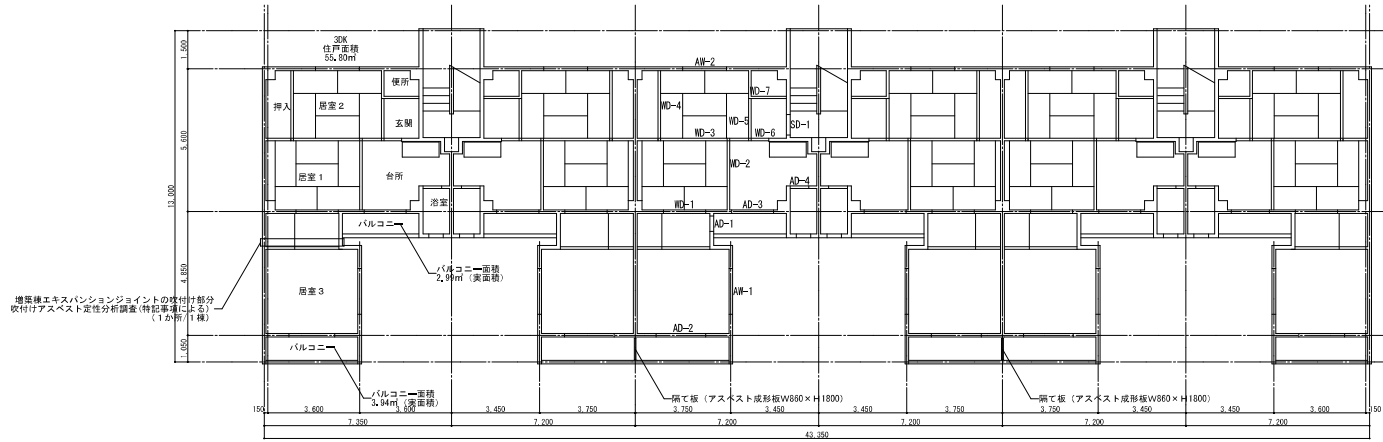 3DK
住戸面積
55.80㎡
AW-2
便所
WD-7
押入
居室2
WD-4
WD-5
玄関
WD-3
WD-6
SD-1
居室1
台所
WD-2
AD-4
浴室
WD-1
AD-3
バルコニー
AD-1
バルコニー面積
2.99㎡(実面積)
増築棟エキスパンションジョイントの吹付け部分
吹付けアスベスト定性分析調査(特記事項による)
(1か所/1棟)
居室3
AW-1
AD-2
バルコニー
バルコニー面積
3.94㎡(実面積)
隔て板(アスベスト成形板W860×H1800)
隔て板(アスベスト成形板W860×H1800)
1,500
5,600
13,000
4,850
1,050
150 3,600 3,600 3,450 3,750 3,750 3,450 3,450 3,750 3,750 3,450 3,450 3,600 150
7,350 7,200 7,200 7,200 7,200 7,200
43,350